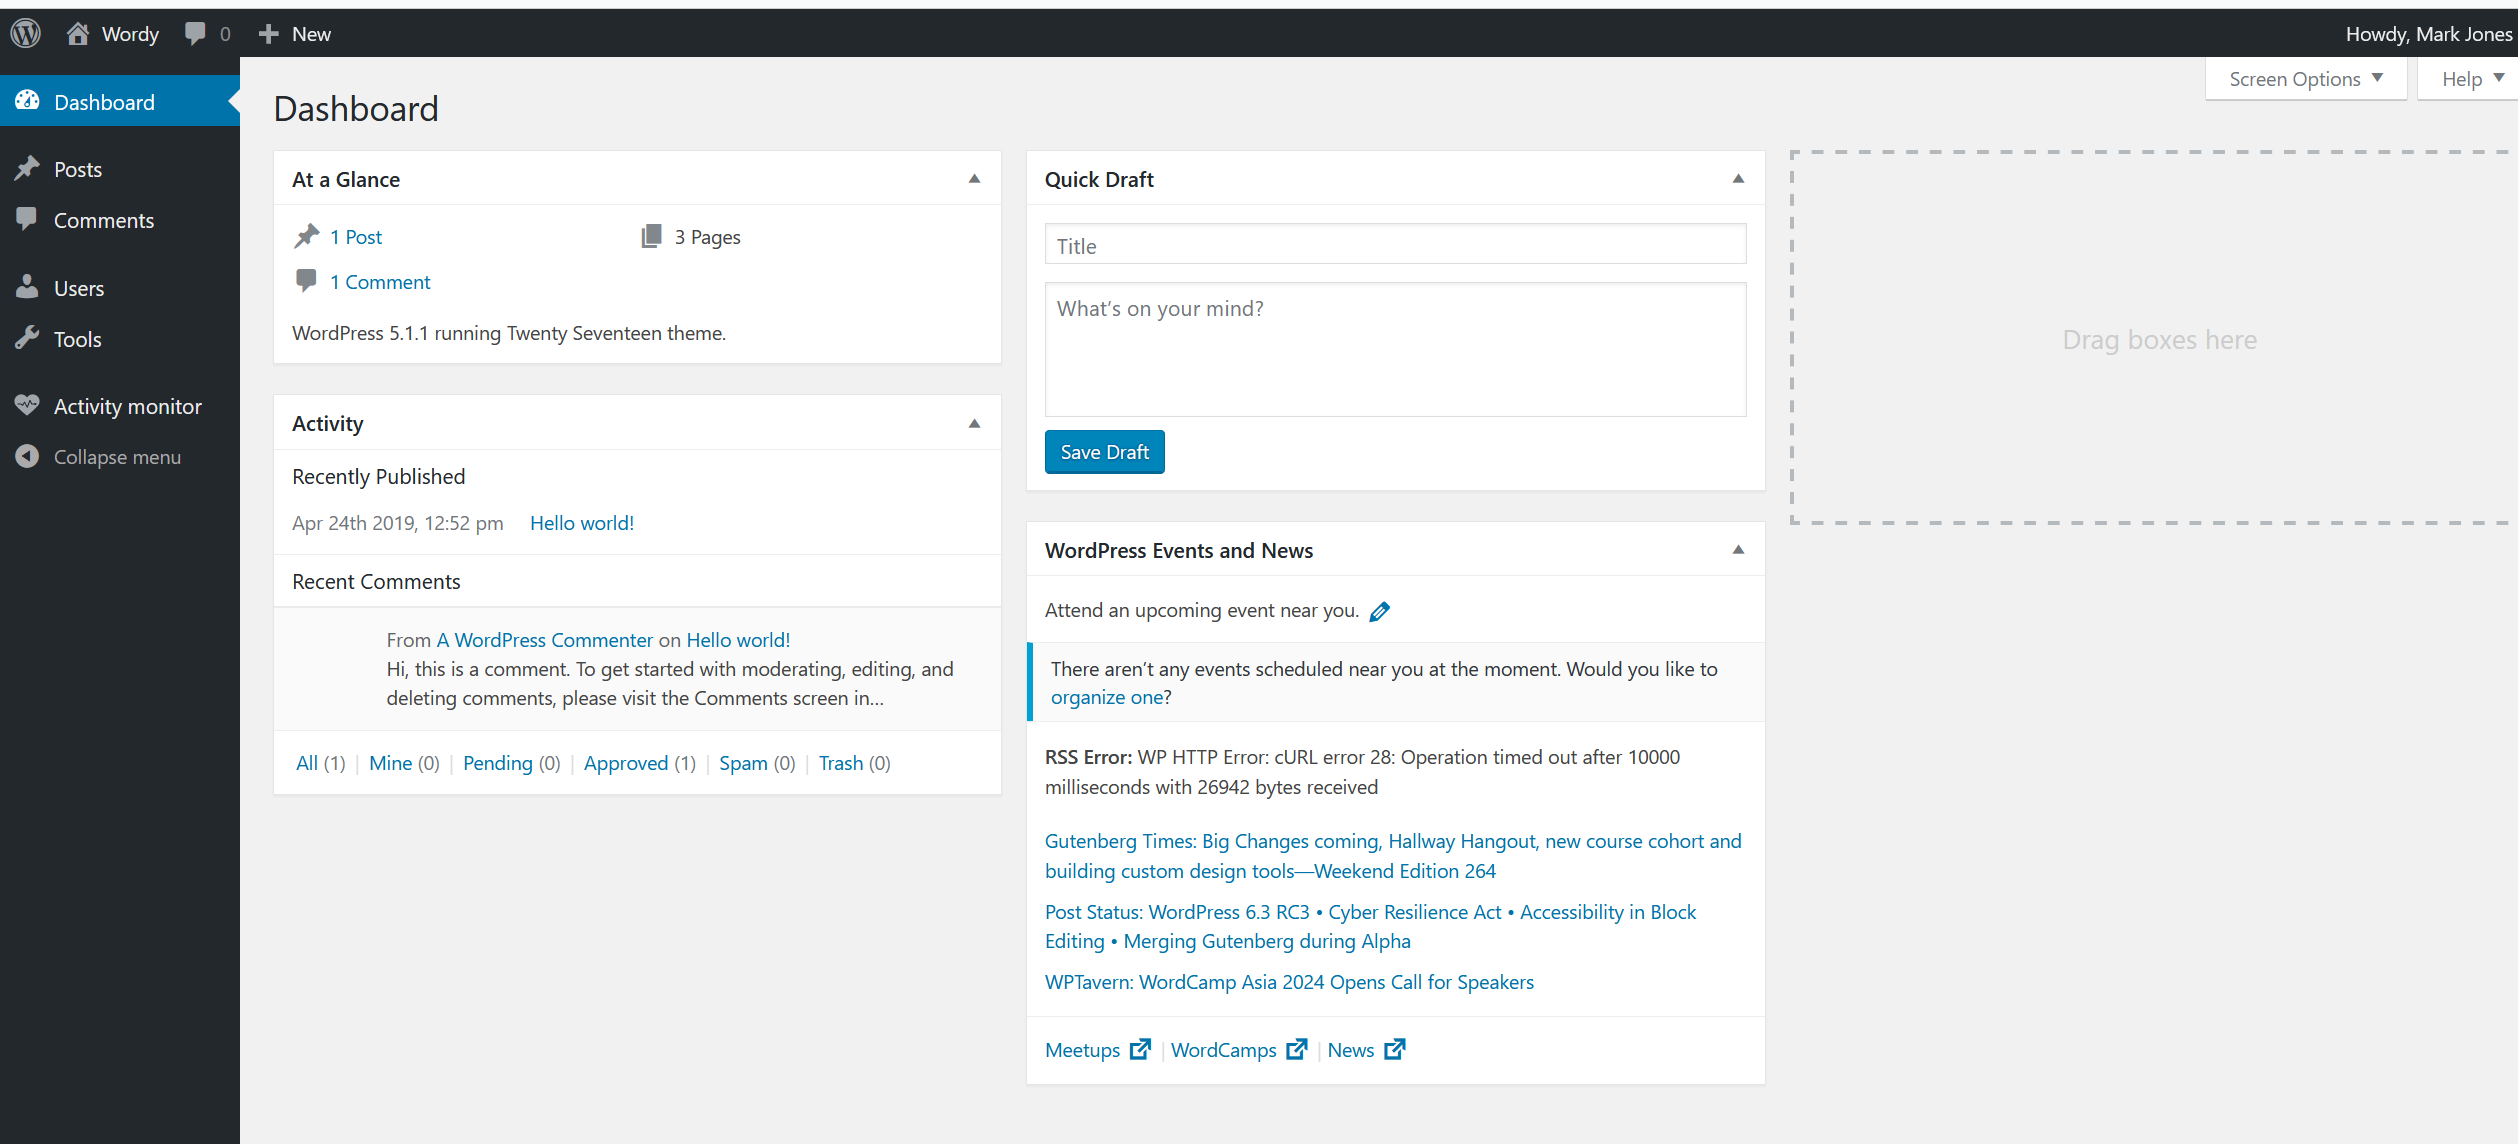 Wordy
0
New
Howdy, Mark Jones
Screen Options
Help
Dashboard
Posts
Comments
Users
Tools
Activity monitor
Collapse menu
Dashboard
At a Glance
1 Post
3 Pages
1 Comment
WordPress 5.1.1 running Twenty Seventeen theme.
Activity
Recently Published
Apr 24th 2019, 12:52 pm Hello world!
Recent Comments
From A WordPress Commenter on Hello world!
Hi, this is a comment. To get started with moderating, editing, and
deleting comments, please visit the Comments screen in…
All (1) | Mine (0) | Pending (0) | Approved (1) | Spam (0) | Trash (0)
Quick Draft
Title
What’s on your mind?
Save Draft
WordPress Events and News
Attend an upcoming event near you.
There aren’t any events scheduled near you at the moment. Would you like to
organize one?
RSS Error: WP HTTP Error: cURL error 28: Operation timed out after 10000
milliseconds with 26942 bytes received
Gutenberg Times: Big Changes coming, Hallway Hangout, new course cohort and
building custom design tools—Weekend Edition 264
Post Status: WordPress 6.3 RC3 • Cyber Resilience Act • Accessibility in Block
Editing • Merging Gutenberg during Alpha
WPTavern: WordCamp Asia 2024 Opens Call for Speakers
Meetups | WordCamps | News
Drag boxes here